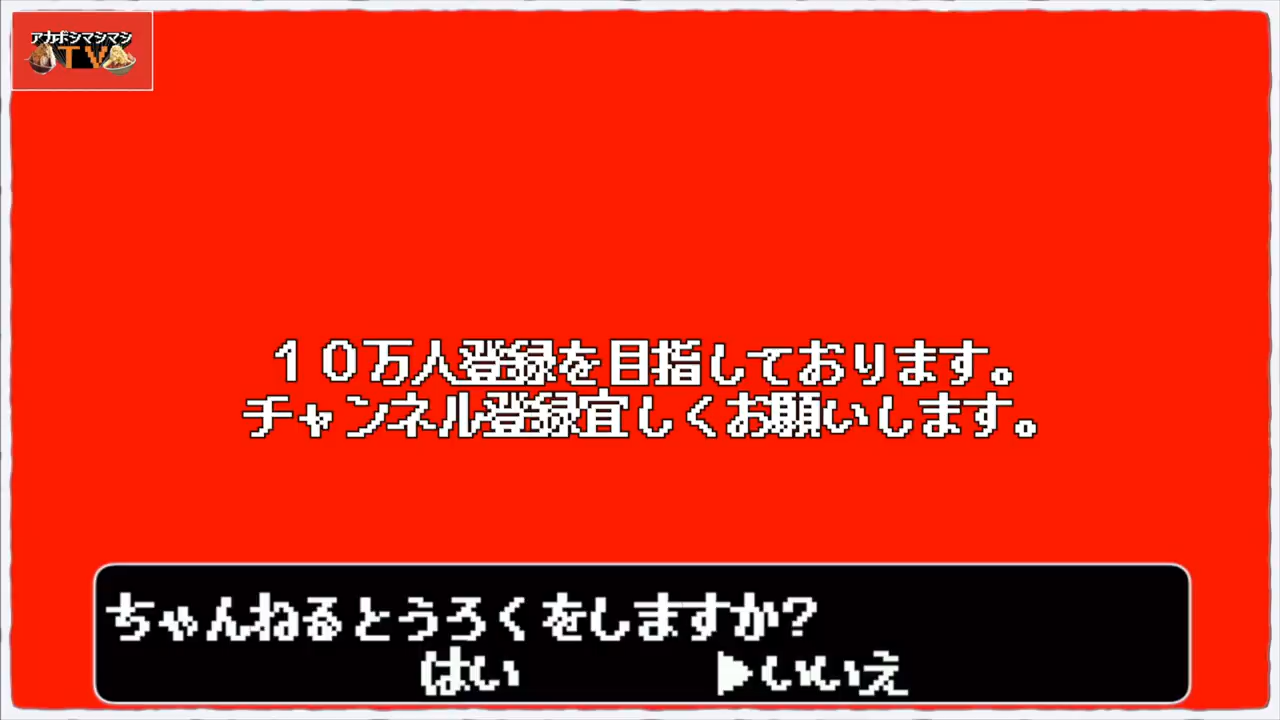 アカボシマシマシ
TV
１０万人登録を目指しております。
チャンネル登録宜しくお願いします。
ちゃんねるとうろくをしますか?
はい ▶いいえ